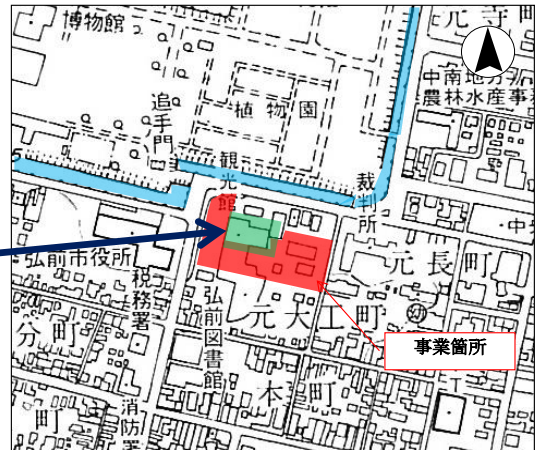 博物館
元寺町
中南地方
農林水産事
追手門
植物園
観光館
裁判所
弘前市役所
税務署
元長町
弘前図書館
元大工町
幼
分町
事業箇所
本町
町
消防署